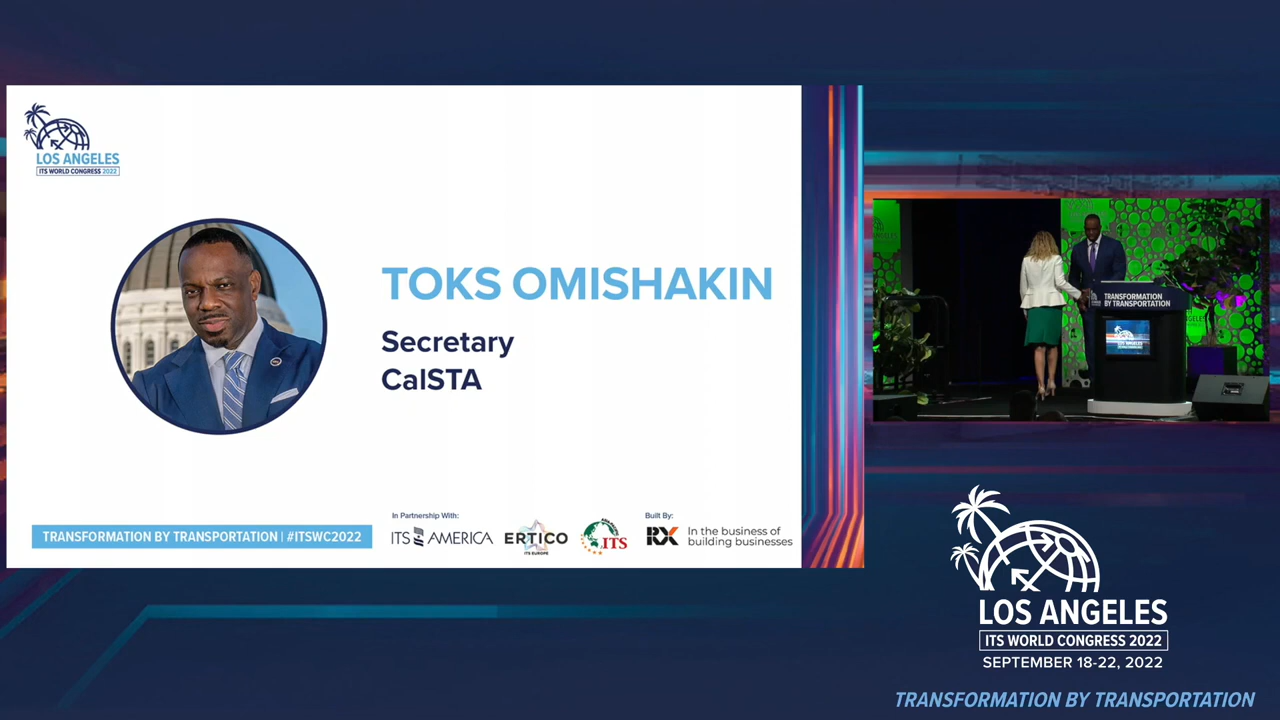 LOS ANGELES
ITS WORLD CONGRESS 2022
TOKS OMISHAKIN
Secretary
CalSTA
TRANSFORMATION BY TRANSPORTATION | #ITSWC2022
In Partnership With:
ITS AMERICA
ERTICO
ITS EUROPE
ITS
Built By:
RX
In the business of
building businesses
TRANSFORMATION
BY TRANSPORTATION
LOS ANGELES
ITS WORLD CONGRESS 2022
SEPTEMBER 18-22, 2022
TRANSFORMATION BY TRANSPORTATION